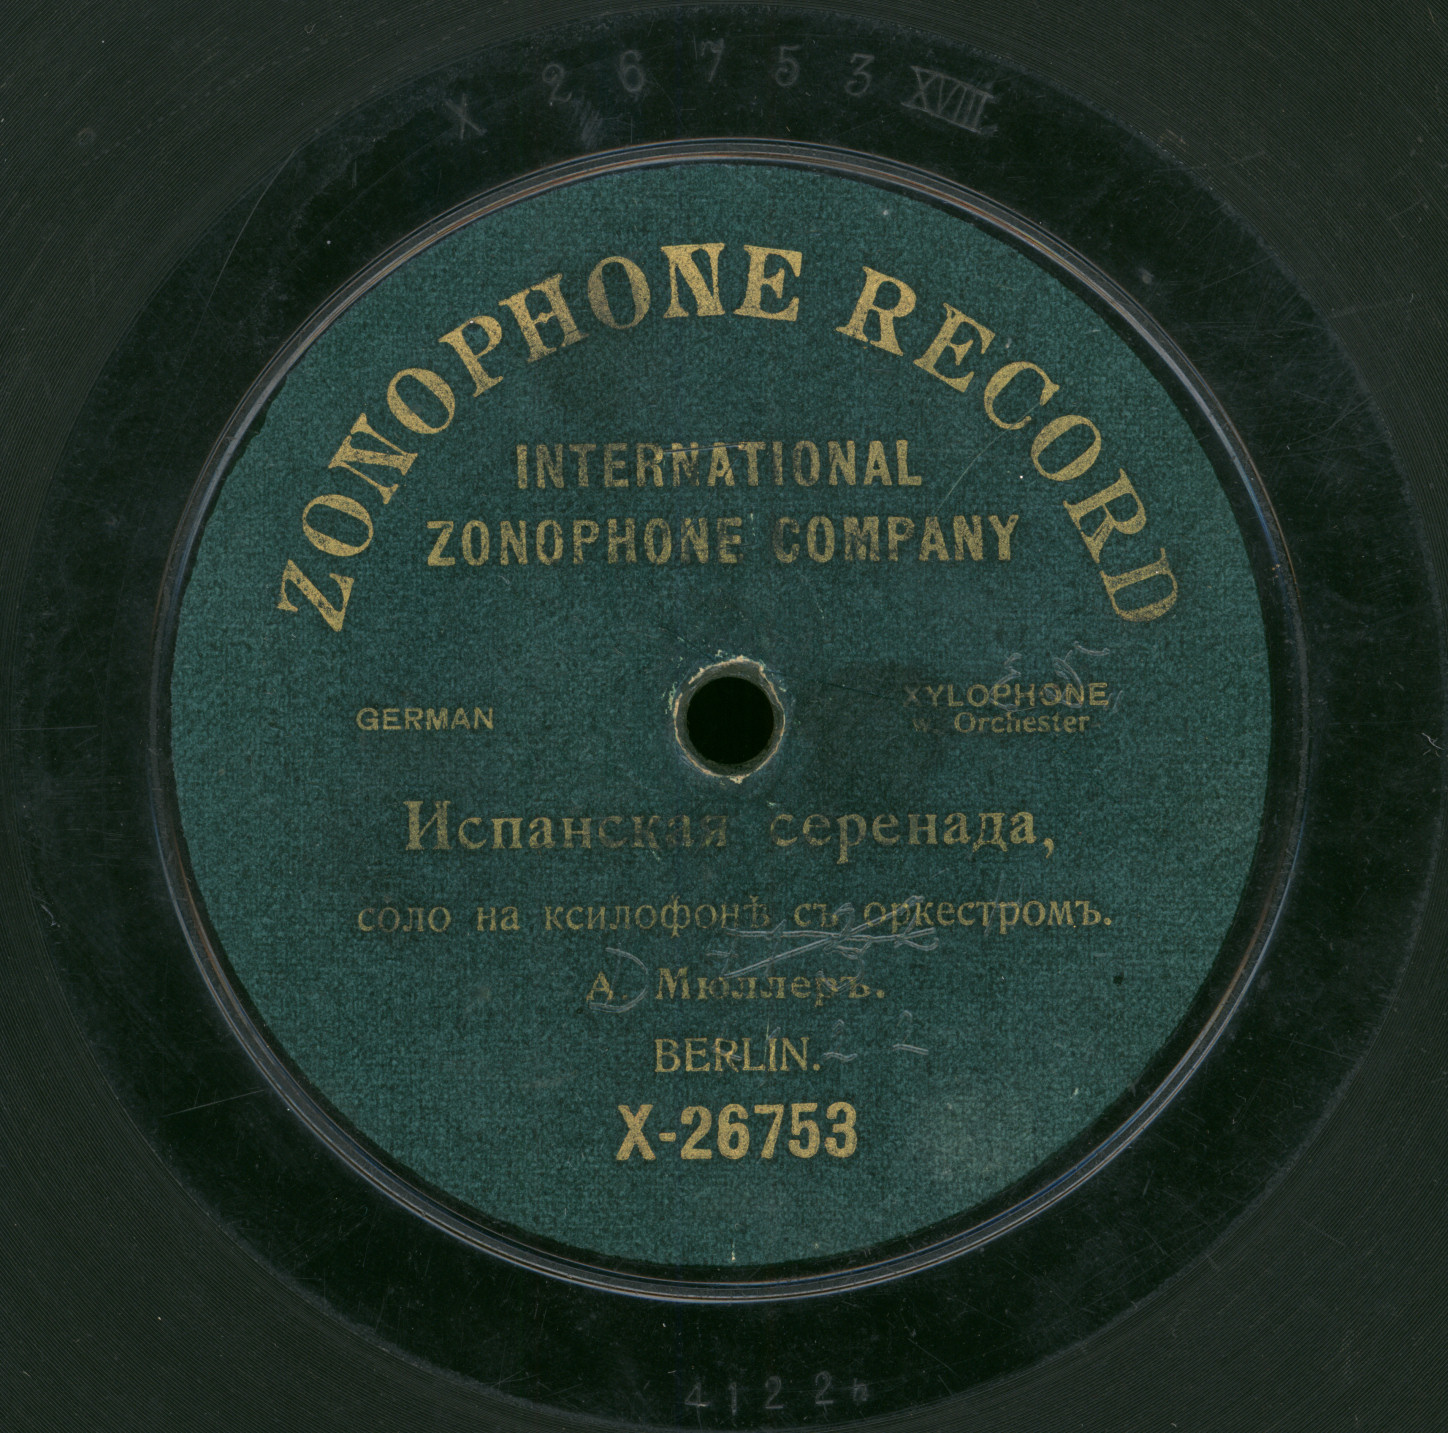 X 26753 XVIII
ZONOPHONE RECORD
INTERNATIONAL
ZONOPHONE COMPANY
GERMAN
XYLOPHONE
w. Orchester
Испанская серенада,
соло на ксилофонѣ съ оркестромъ.
А. Мюллеръ.
BERLIN.
X-26753
4122h